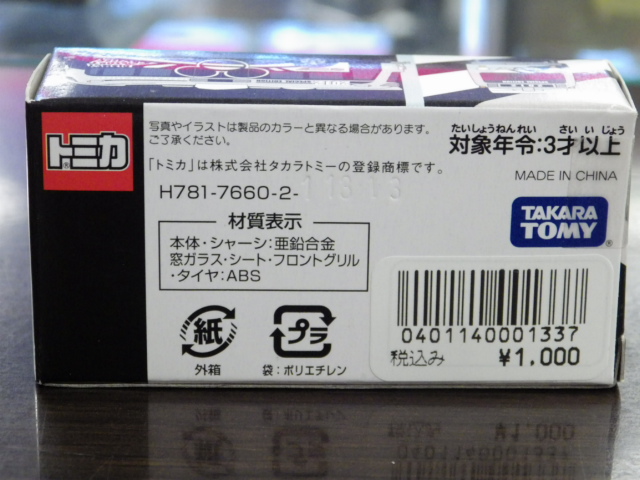 トミカ
写真やイラストは製品のカラーと異なる場合があります。
ご了承ください。
「トミカ」は株式会社タカラトミーの登録商標です。
H781-7660-2-
たいしょうねんれい さいいじょう
対象年令:3才以上
MADE IN CHINA
TAKARA
TOMY
材質表示
本体・シャーシ:亜鉛合金
窓ガラス・シート・フロントグリル
・タイヤ:ABS
紙
外箱
プラ
袋:ポリエチレン
0401140001337
税込み ¥1,000